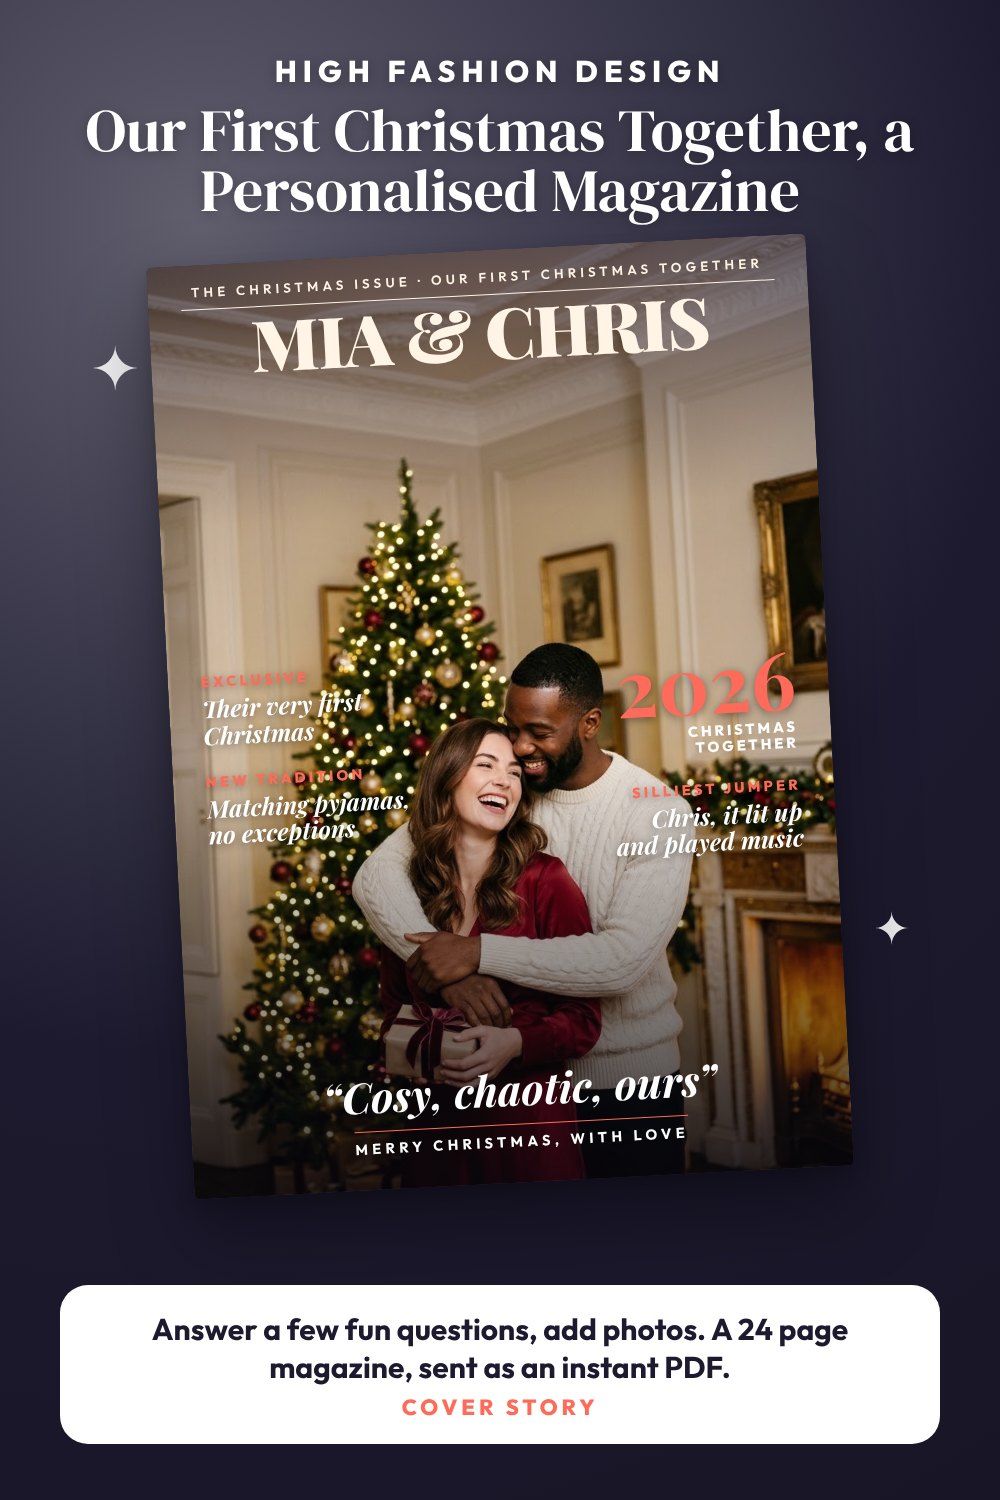 HIGH FASHION DESIGN
Our First Christmas Together, a
Personalised Magazine
THE CHRISTMAS ISSUE · OUR FIRST CHRISTMAS TOGETHER
MIA & CHRIS
EXCLUSIVE
Their very first
Christmas
NEW TRADITION
Matching pyjamas,
no exceptions
2026
CHRISTMAS
TOGETHER
SILLIEST JUMPER
Chris, it lit up
and played music
“Cosy, chaotic, ours”
MERRY CHRISTMAS, WITH LOVE
Answer a few fun questions, add photos. A 24 page
magazine, sent as an instant PDF.
COVER STORY